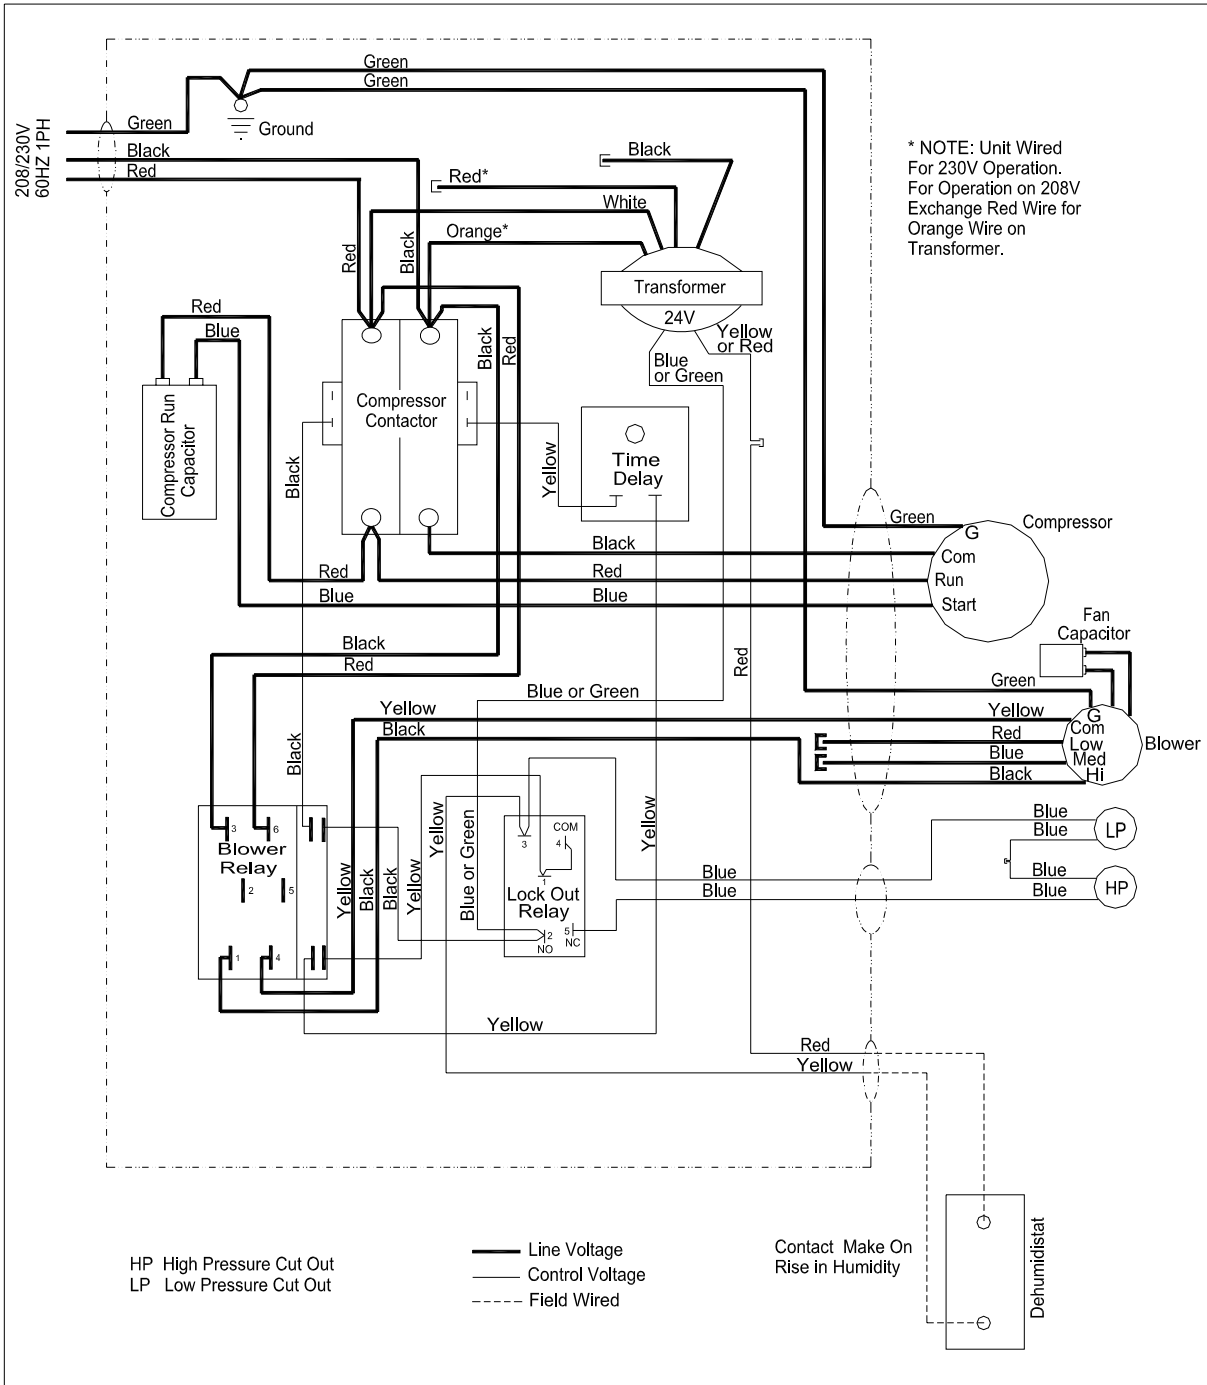 Green
Green
Green
Ground
Black
Red
208/230V
60HZ 1PH
Black
Red*
White
Orange*
* NOTE: Unit Wired
For 230V Operation.
For Operation on 208V
Exchange Red Wire for
Orange Wire on
Transformer.
Red
Black
Transformer
24V
Yellow
or Red
Blue
or Green
Red
Blue
Black
Red
Compressor Run
Capacitor
Compressor
Contactor
Black
Yellow
Time
Delay
Green
G
Compressor
Com
Run
Start
Black
Red
Blue
Red
Blue
Fan
Capacitor
Black
Red
Red
Blue or Green
Green
Yellow
Black
Yellow
G
Com
Low
Med
Hi
Blower
Red
Blue
Black
Black
Yellow
Blue or Green
Yellow
Yellow
Black
Black
Yellow
3
6
Blower
Relay
2
5
1
4
COM
3
4
1
Lock Out
Relay
2
NO
5
NC
Blue
Blue
LP
Blue
Blue
HP
Blue
Blue
Yellow
Red
Yellow
Contact Make On
Rise in Humidity
Dehumidistat
HP High Pressure Cut Out
LP Low Pressure Cut Out
Line Voltage
Control Voltage
Field Wired